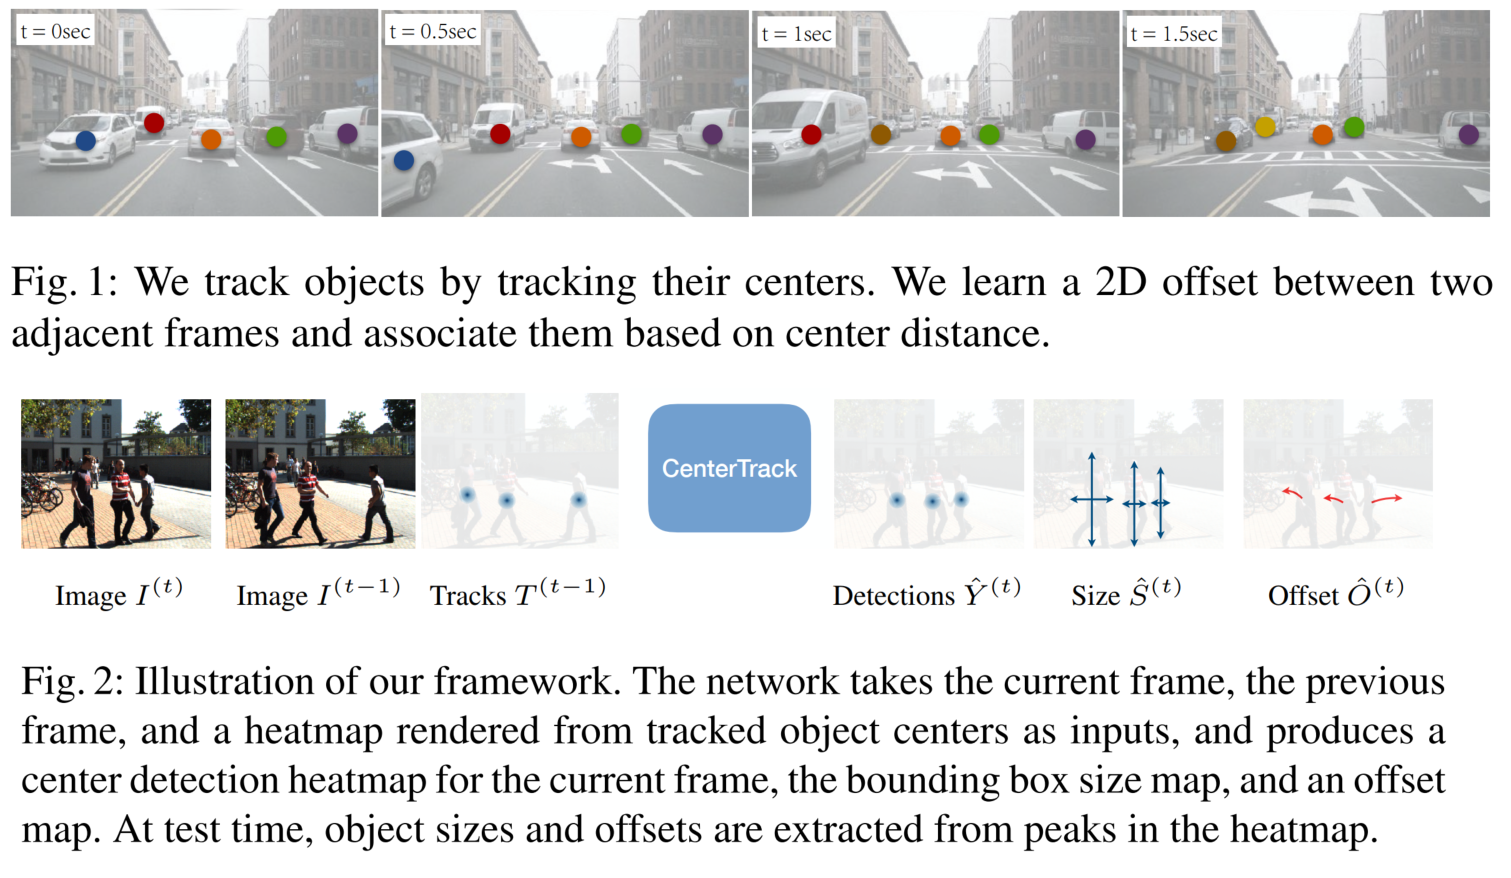 t = 0sec
t = 0.5sec
t = 1sec
t = 1.5sec
Fig. 1: We track objects by tracking their centers. We learn a 2D offset between two
adjacent frames and associate them based on center distance.
CenterTrack
Image I^(t)
Image I^(t−1)
Tracks T^(t−1)
Detections Ŷ^(t)
Size Ŝ^(t)
Offset Ô^(t)
Fig. 2: Illustration of our framework. The network takes the current frame, the previous
frame, and a heatmap rendered from tracked object centers as inputs, and produces a
center detection heatmap for the current frame, the bounding box size map, and an offset
map. At test time, object sizes and offsets are extracted from peaks in the heatmap.